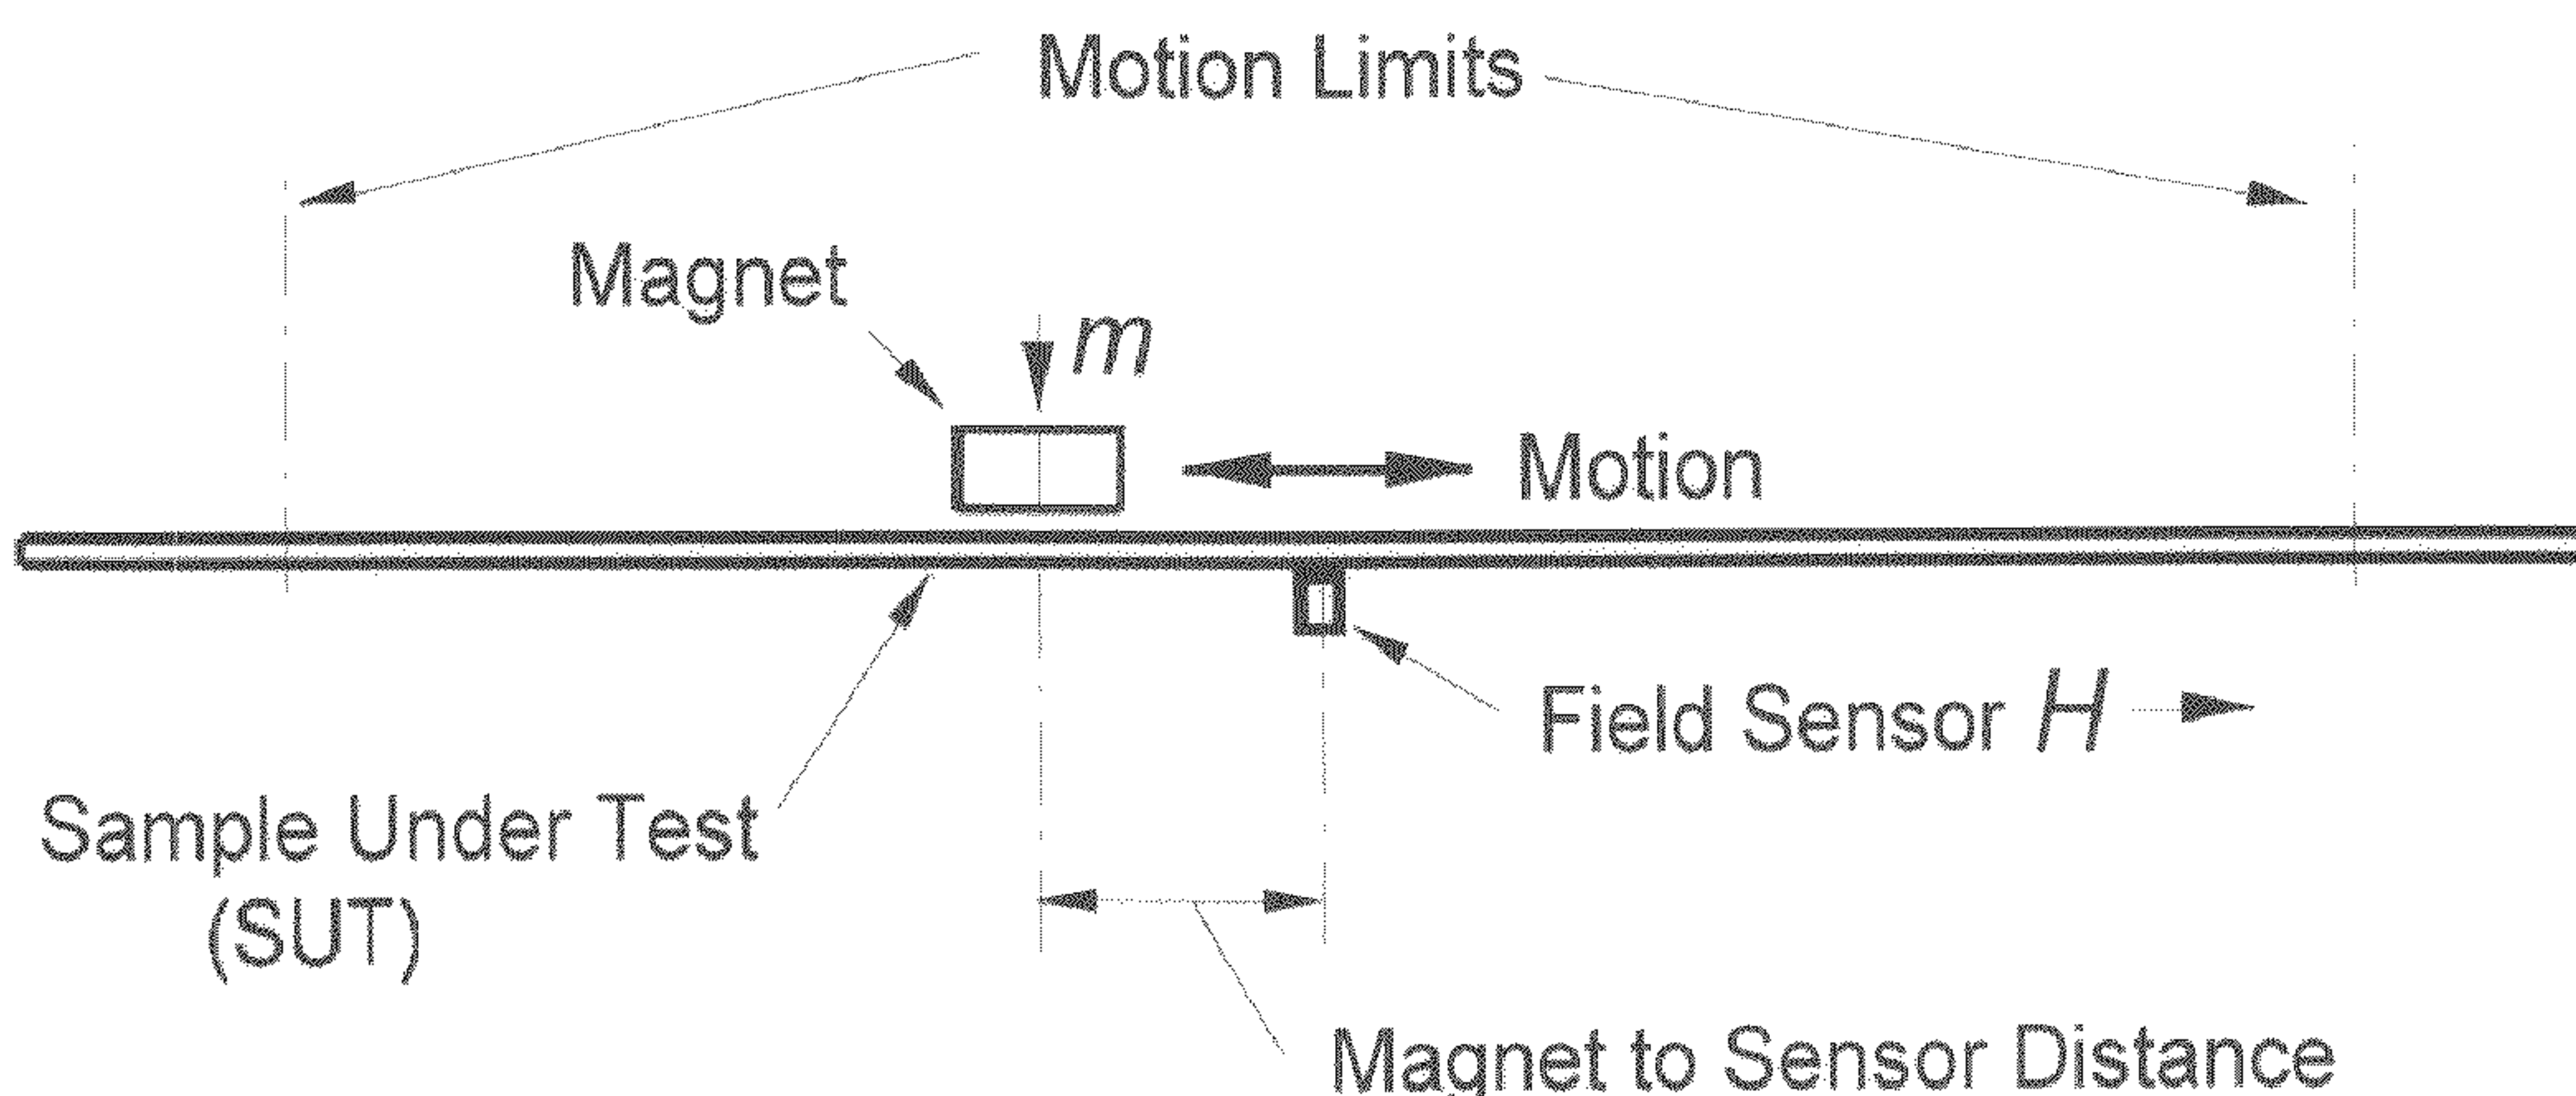 Motion Limits
Magnet
m
Motion
Field Sensor H
Sample Under Test
(SUT)
Magnet to Sensor Distance